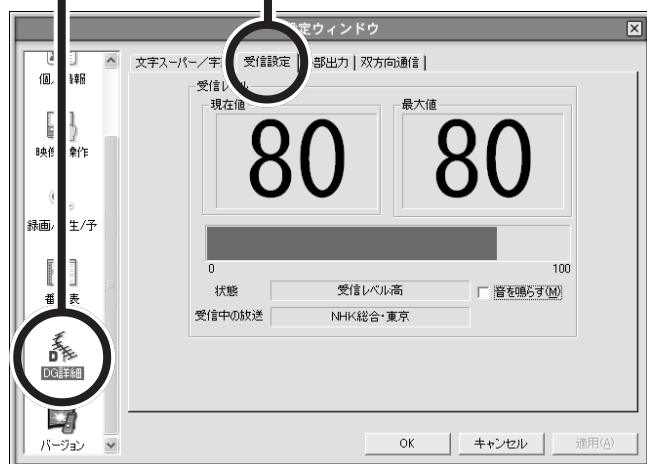 定ウィンドウ
文字スーパー/字
受信設定
部出力
双方向通信
受信レ
現在値
最大値
80
80
0
100
状態
受信レベル高
音を鳴らす(M)
受信中の放送
NHK総合・東京
個
情報
映像
操作
録画/
生/予
番
表
DG詳細
バージョン
OK
キャンセル
適用(A)